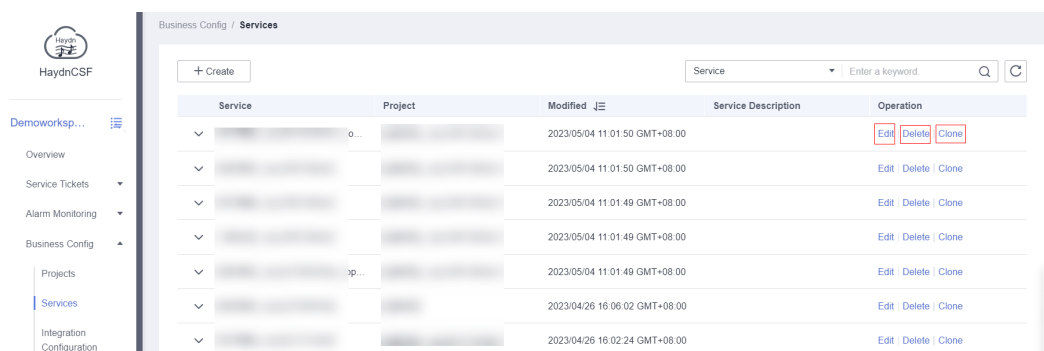 Business Config / Services
Haydn
HaydnCSF
+ Create
Service
Enter a keyword.
Service Project Modified Service Description Operation
Demoworksp...
o... 2023/05/04 11:01:50 GMT+08:00 Edit Delete Clone
Overview
2023/05/04 11:01:50 GMT+08:00 Edit | Delete | Clone
Service Tickets
2023/05/04 11:01:49 GMT+08:00 Edit | Delete | Clone
Alarm Monitoring
2023/05/04 11:01:49 GMT+08:00 Edit | Delete | Clone
Business Config
op... 2023/05/04 11:01:49 GMT+08:00 Edit | Delete | Clone
Projects
Services
2023/04/26 16:06:02 GMT+08:00 Edit | Delete | Clone
Integration
Configuration
2023/04/26 16:02:24 GMT+08:00 Edit | Delete | Clone